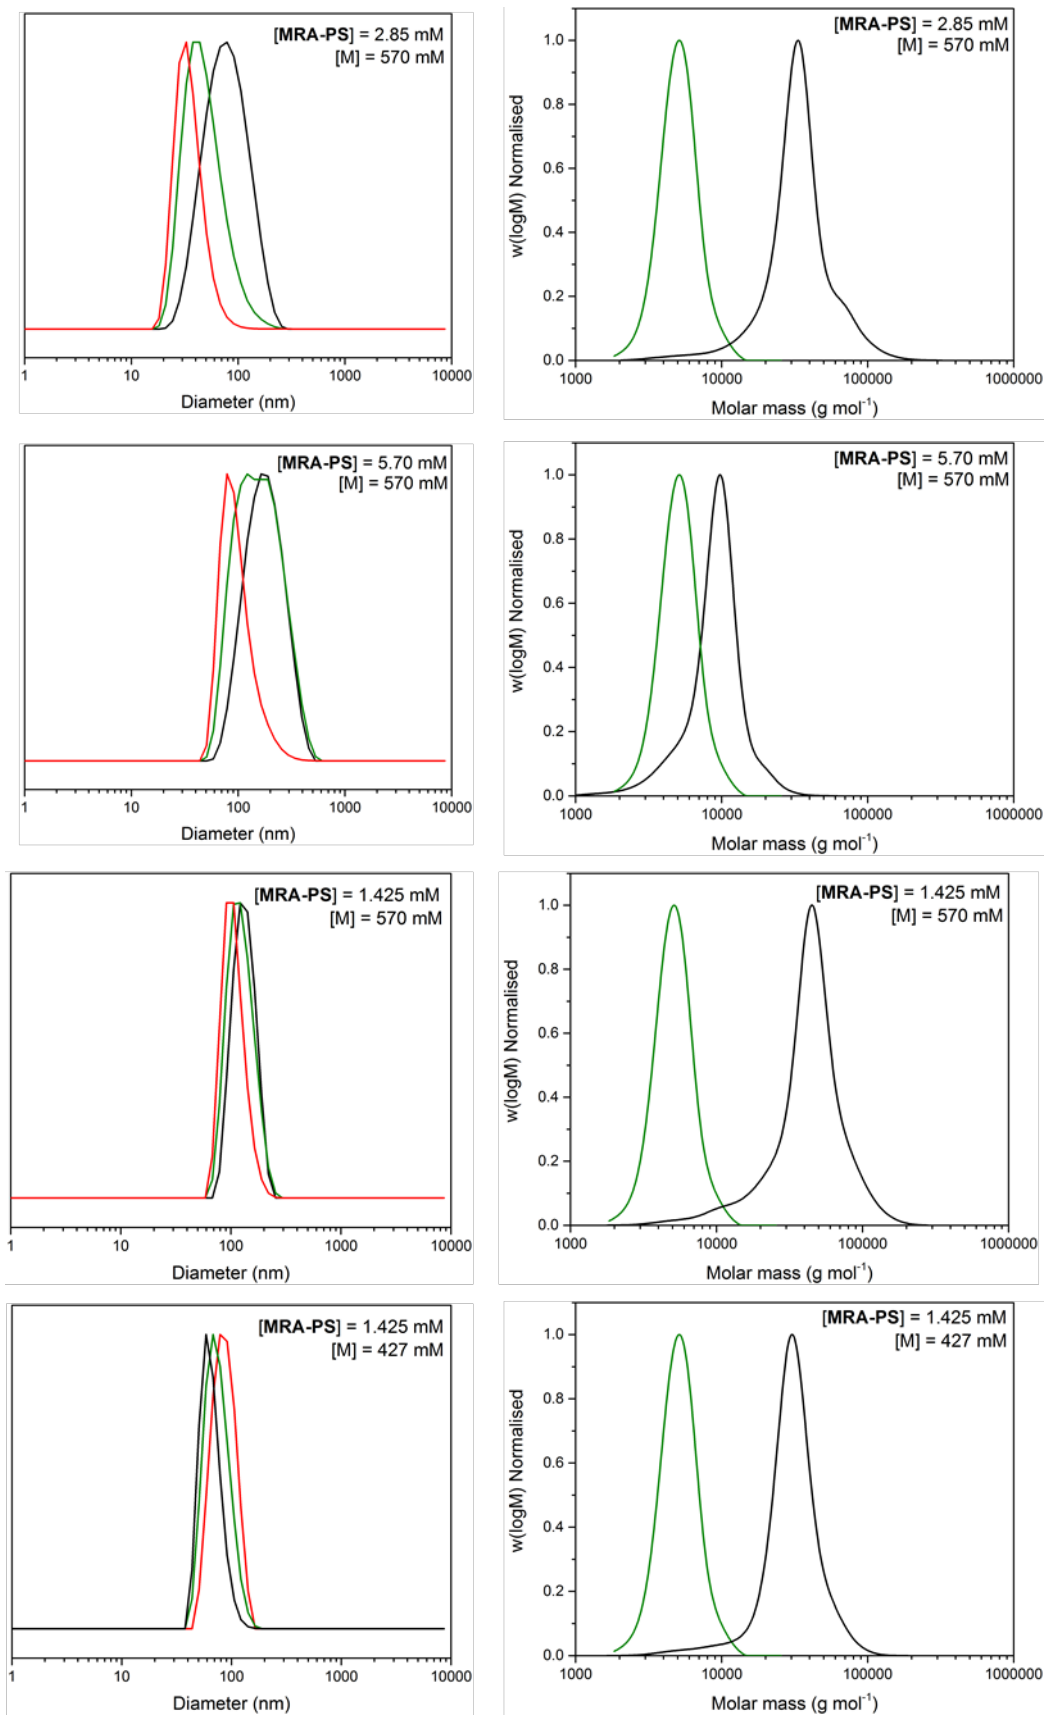 [MRA-PS] = 2.85 mM
[M] = 570 mM
1 10 100 1000 10000
Diameter (nm)
[MRA-PS] = 2.85 mM
[M] = 570 mM
w(logM) Normalised
1.0
0.8
0.6
0.4
0.2
0.0
1000 10000 100000 1000000
Molar mass (g mol⁻¹)
[MRA-PS] = 5.70 mM
[M] = 570 mM
1 10 100 1000 10000
Diameter (nm)
[MRA-PS] = 5.70 mM
[M] = 570 mM
w(logM) Normalised
1.0
0.8
0.6
0.4
0.2
0.0
1000 10000 100000 1000000
Molar mass (g mol⁻¹)
[MRA-PS] = 1.425 mM
[M] = 570 mM
1 10 100 1000 10000
Diameter (nm)
[MRA-PS] = 1.425 mM
[M] = 570 mM
w(logM) Normalised
1.0
0.8
0.6
0.4
0.2
0.0
1000 10000 100000 1000000
Molar mass (g mol⁻¹)
[MRA-PS] = 1.425 mM
[M] = 427 mM
1 10 100 1000 10000
Diameter (nm)
[MRA-PS] = 1.425 mM
[M] = 427 mM
w(logM) Normalised
1.0
0.8
0.6
0.4
0.2
0.0
1000 10000 100000 1000000
Molar mass (g mol⁻¹)